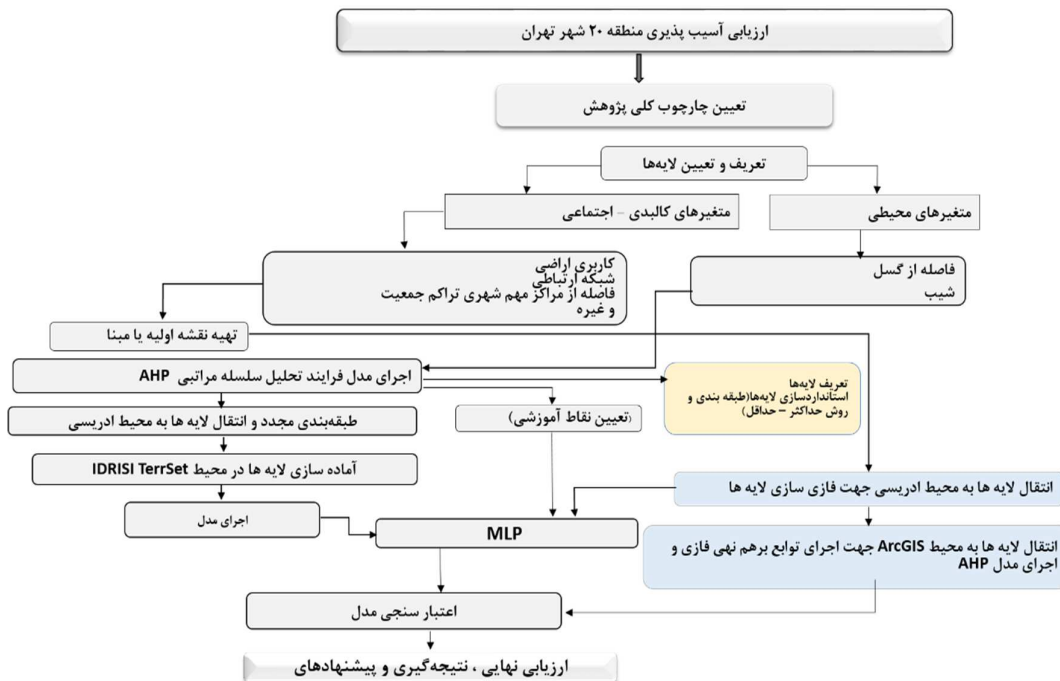 ارزیابی آسیب پذیری منطقه ۲۰ شهر تهران
تعیین چارچوب کلی پژوهش
تعریف و تعیین لایه‌ها
متغیرهای محیطی
متغیرهای کالبدی – اجتماعی
فاصله از گسل
شیب
کاربری اراضی
شبکه ارتباطی
فاصله از مراکز مهم شهری تراکم جمعیت
و غیره
تهیه نقشه اولیه یا مبنا
اجرای مدل فرایند تحلیل سلسله مراتبی AHP
تعریف لایه‌ها
استانداردسازی لایه‌ها(طبقه بندی و
روش حداکثر – حداقل)
(تعیین نقاط آموزشی)
طبقه‌بندی مجدد و انتقال لایه ها به محیط ادریسی
آماده سازی لایه ها در محیط IDRISI TerrSet
انتقال لایه ها به محیط ادریسی جهت فازی سازی لایه ها
اجرای مدل
MLP
انتقال لایه ها به محیط ArcGIS جهت اجرای توابع برهم نهی فازی و
اجرای مدل AHP
اعتبار سنجی مدل
ارزیابی نهایی ، نتیجه‌گیری و پیشنهادهای